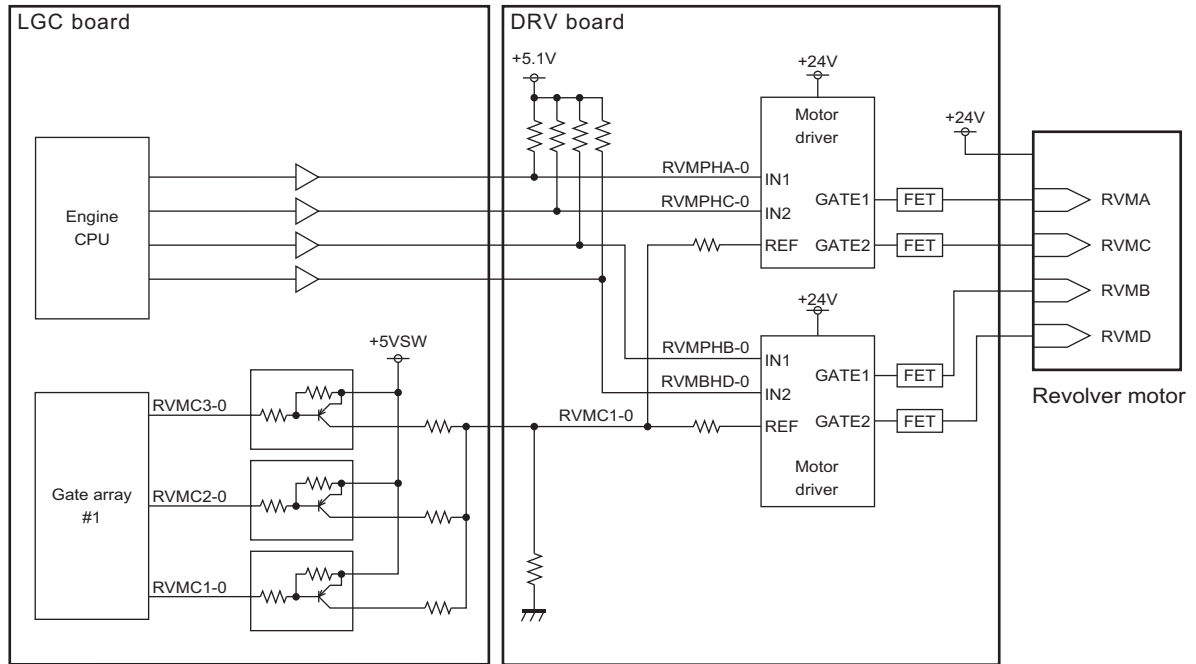 LGC board
DRV board
+5.1V
+24V
Motor
driver
+24V
RVMPHA-0
IN1
GATE1
FET
RVMA
Engine
CPU
RVMPHC-0
IN2
REF
GATE2
FET
RVMC
+24V
RVMB
RVMD
+5VSW
RVMPHB-0
IN1
GATE1
FET
RVMBHD-0
IN2
Revolver motor
RVMC3-0
RVMC1-0
REF
GATE2
FET
Motor
driver
Gate array
#1
RVMC2-0
RVMC1-0